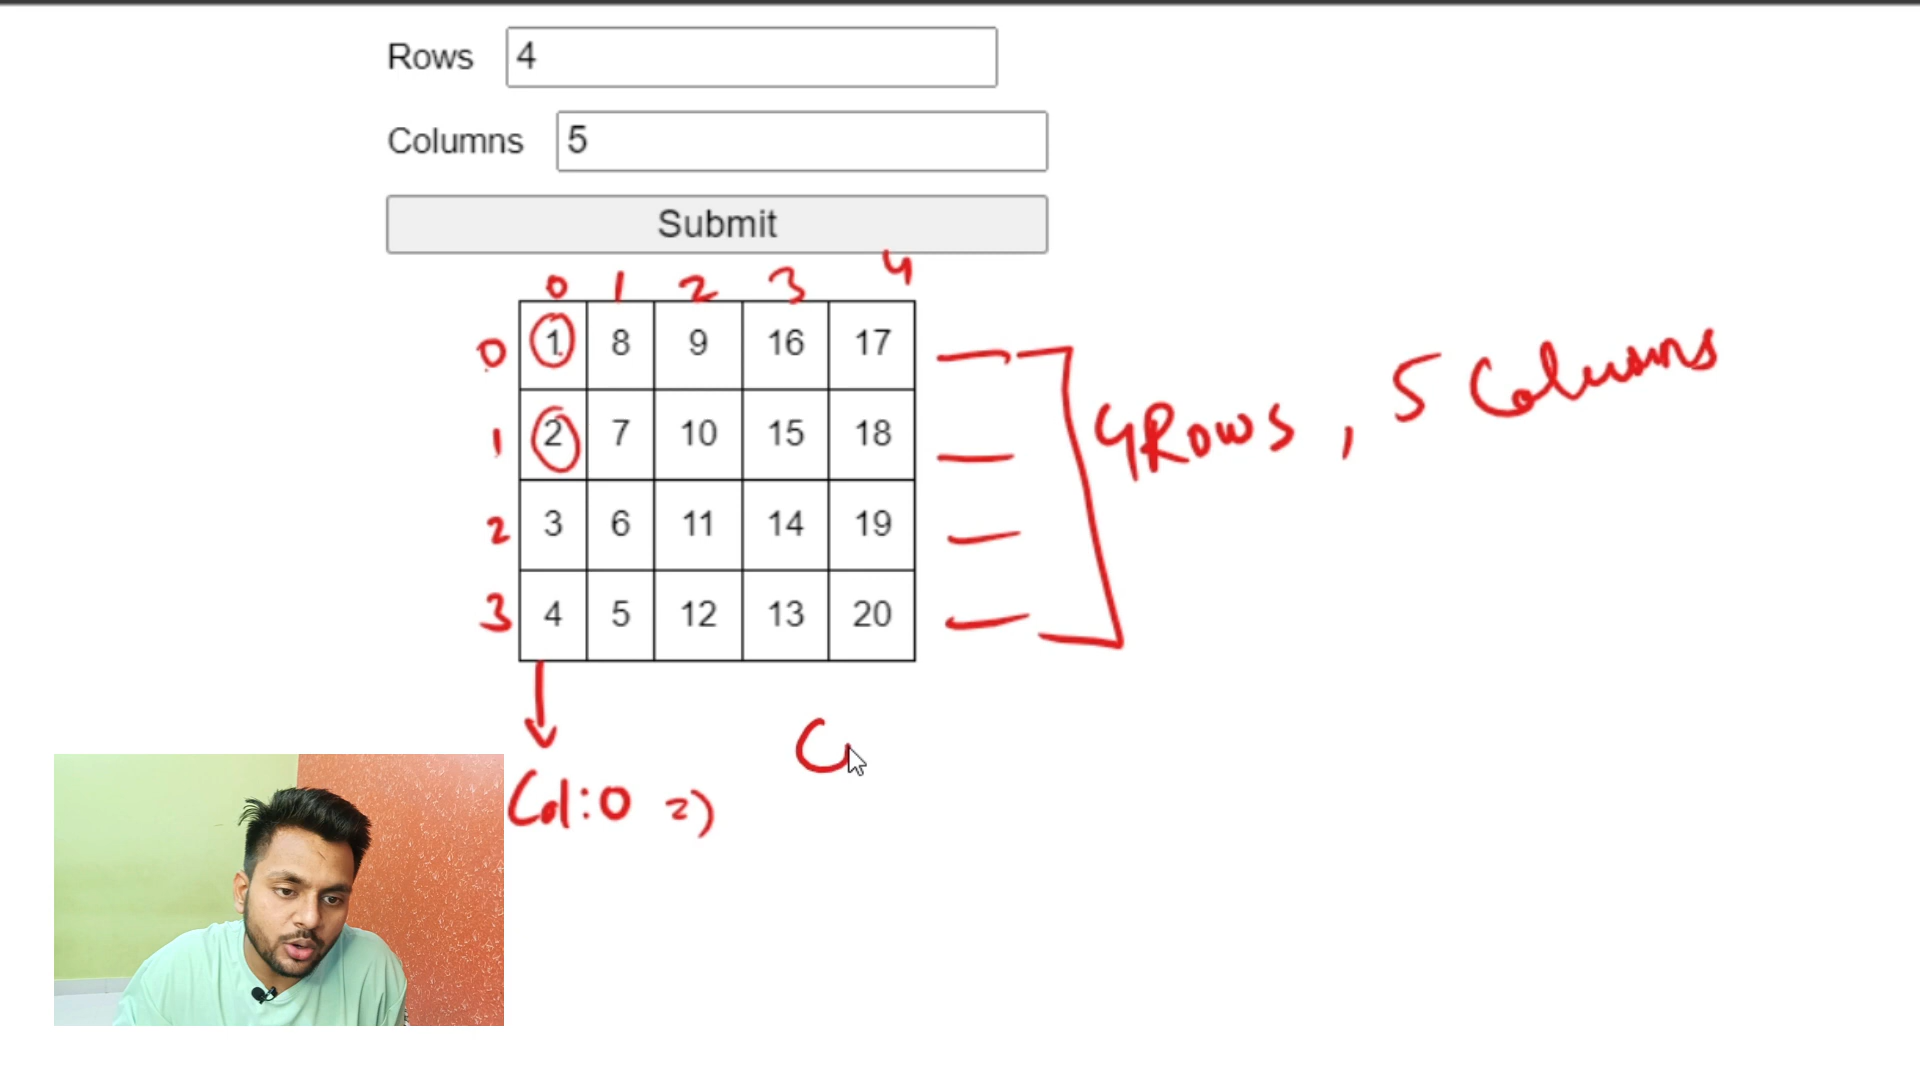 Rows 4
Columns 5
Submit
0 1 2 3 4
0 1 8 9 16 17
1 2 7 10 15 18
2 3 6 11 14 19
3 4 5 12 13 20
4 Rows , 5 Columns
C
Col:0 =)